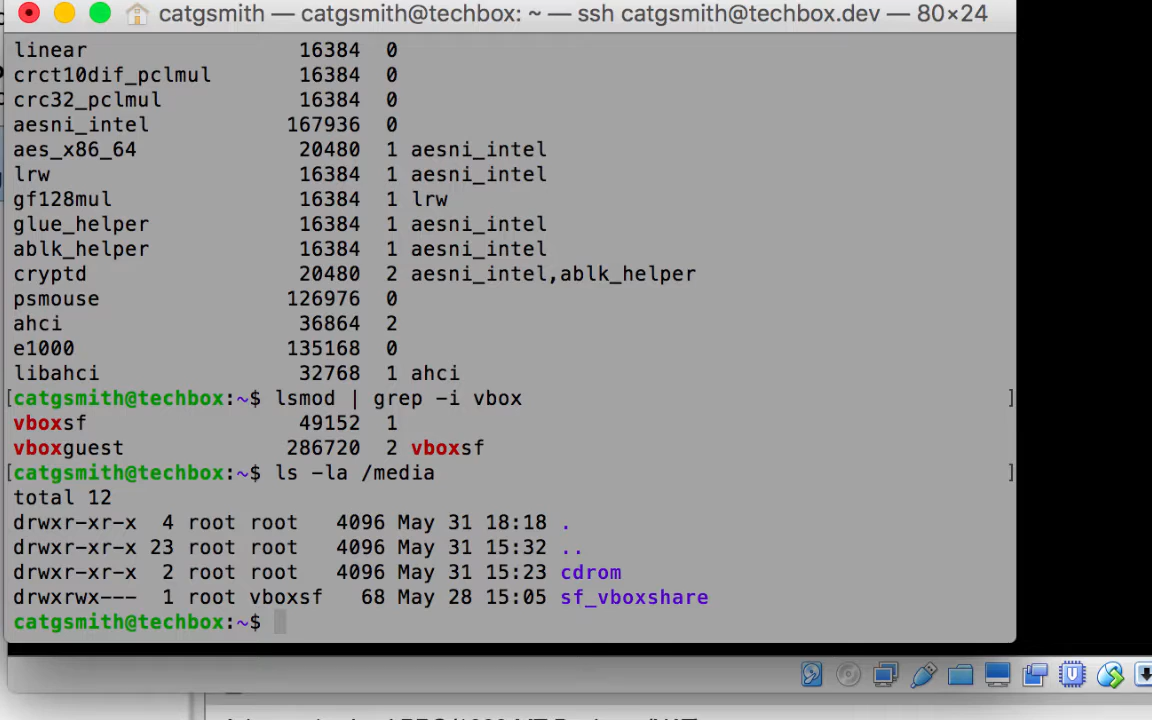 catgsmith — catgsmith@techbox: ~ — ssh catgsmith@techbox.dev — 80×24
linear 16384 0
crct10dif_pclmul 16384 0
crc32_pclmul 16384 0
aesni_intel 167936 0
aes_x86_64 20480 1 aesni_intel
lrw 16384 1 aesni_intel
gf128mul 16384 1 lrw
glue_helper 16384 1 aesni_intel
ablk_helper 16384 1 aesni_intel
cryptd 20480 2 aesni_intel,ablk_helper
psmouse 126976 0
ahci 36864 2
e1000 135168 0
libahci 32768 1 ahci
[catgsmith@techbox:~$ lsmod | grep -i vbox ]
vboxsf 49152 1
vboxguest 286720 2 vboxsf
[catgsmith@techbox:~$ ls -la /media ]
total 12
drwxr-xr-x 4 root root 4096 May 31 18:18 .
drwxr-xr-x 23 root root 4096 May 31 15:32 ..
drwxr-xr-x 2 root root 4096 May 31 15:23 cdrom
drwxrwx--- 1 root vboxsf 68 May 28 15:05 sf_vboxshare
catgsmith@techbox:~$